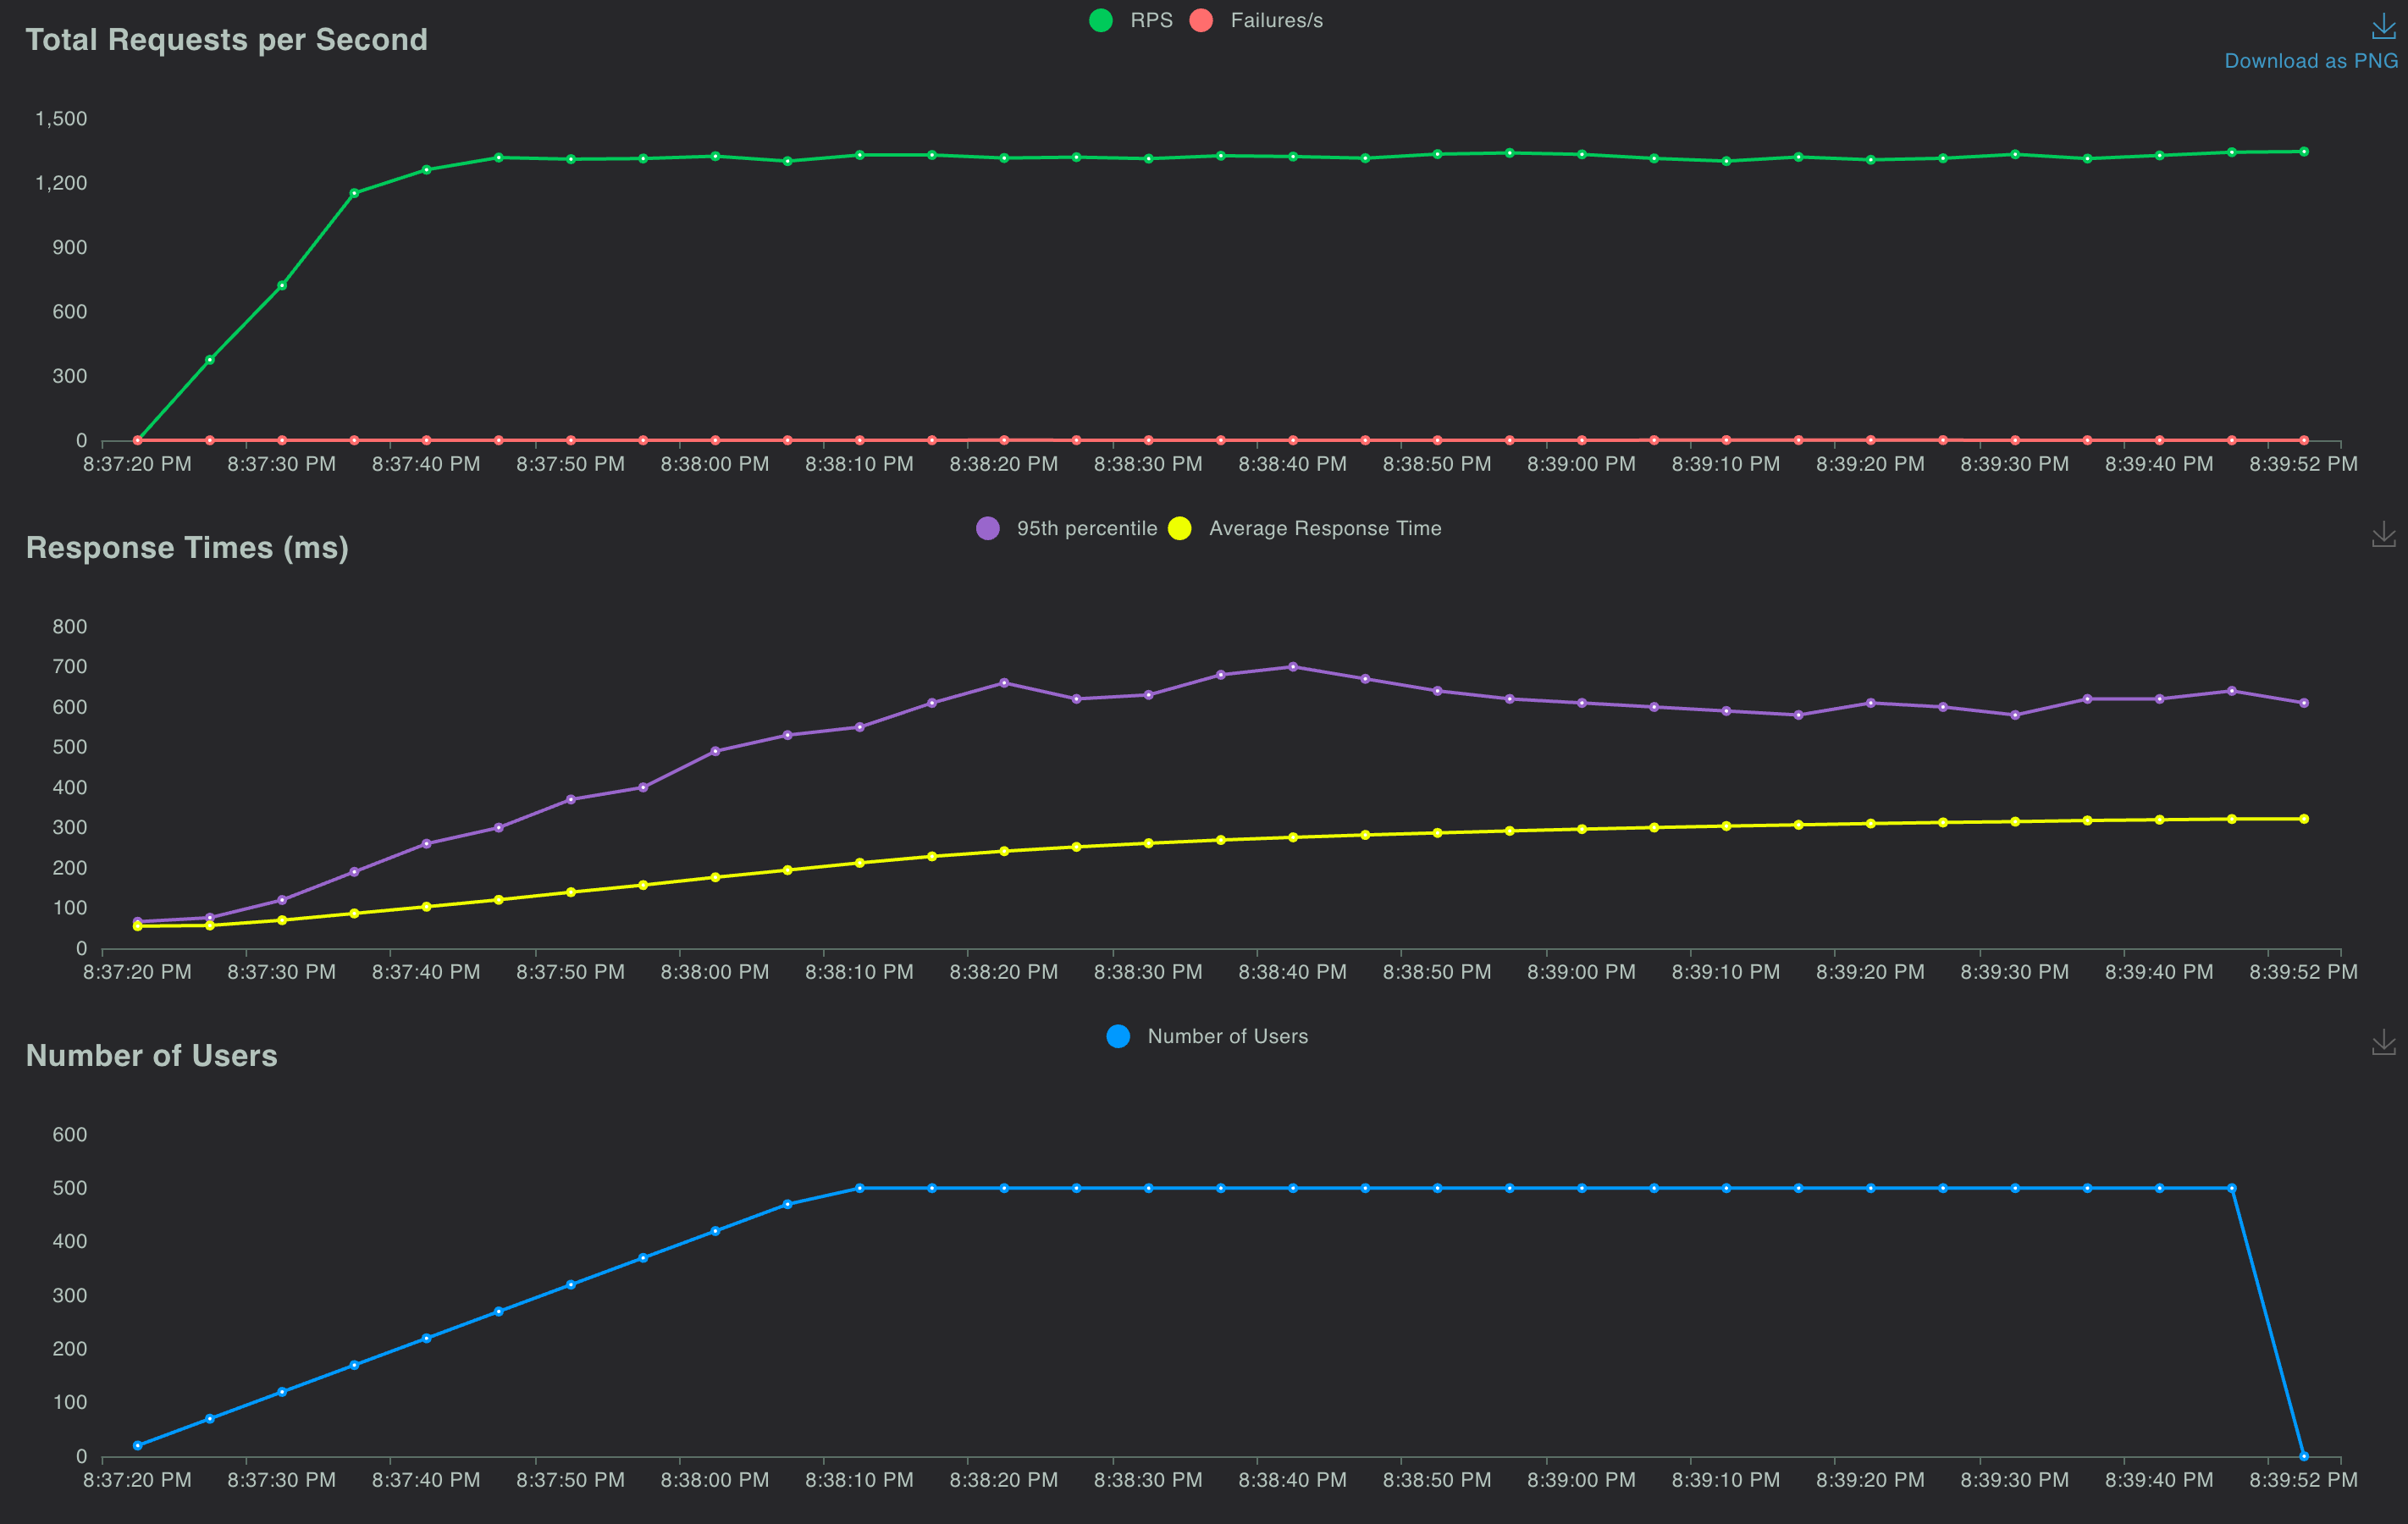 RPS Failures/s
Total Requests per Second
Download as PNG
1,500
1,200
900
600
300
0
8:37:20 PM 8:37:30 PM 8:37:40 PM 8:37:50 PM 8:38:00 PM 8:38:10 PM 8:38:20 PM 8:38:30 PM 8:38:40 PM 8:38:50 PM 8:39:00 PM 8:39:10 PM 8:39:20 PM 8:39:30 PM 8:39:40 PM 8:39:52 PM
95th percentile Average Response Time
Response Times (ms)
800
700
600
500
400
300
200
100
0
8:37:20 PM 8:37:30 PM 8:37:40 PM 8:37:50 PM 8:38:00 PM 8:38:10 PM 8:38:20 PM 8:38:30 PM 8:38:40 PM 8:38:50 PM 8:39:00 PM 8:39:10 PM 8:39:20 PM 8:39:30 PM 8:39:40 PM 8:39:52 PM
Number of Users
Number of Users
600
500
400
300
200
100
0
8:37:20 PM 8:37:30 PM 8:37:40 PM 8:37:50 PM 8:38:00 PM 8:38:10 PM 8:38:20 PM 8:38:30 PM 8:38:40 PM 8:38:50 PM 8:39:00 PM 8:39:10 PM 8:39:20 PM 8:39:30 PM 8:39:40 PM 8:39:52 PM